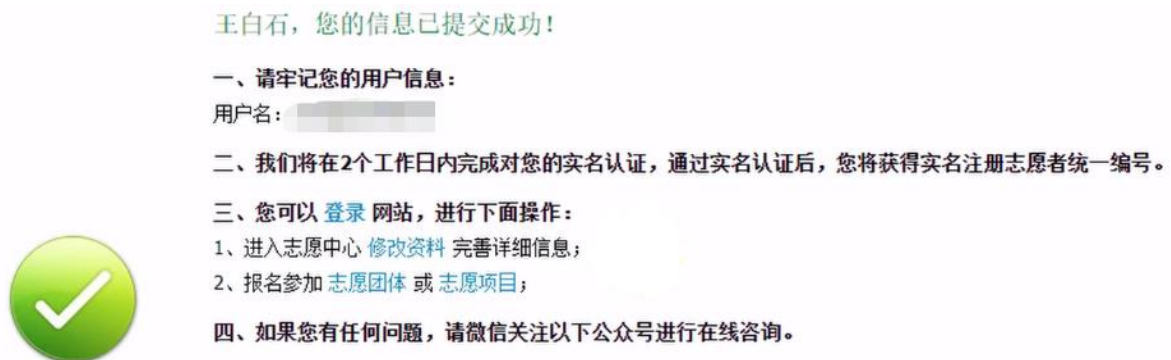 王白石，您的信息已提交成功！
一、请牢记您的用户信息：
用户名：
二、我们将在2个工作日内完成对您的实名认证，通过实名认证后，您将获得实名注册志愿者统一编号。
三、您可以 登录 网站，进行下面操作：
1、进入志愿中心 修改资料 完善详细信息；
2、报名参加 志愿团体 或 志愿项目；
四、如果您有任何问题，请微信关注以下公众号进行在线咨询。